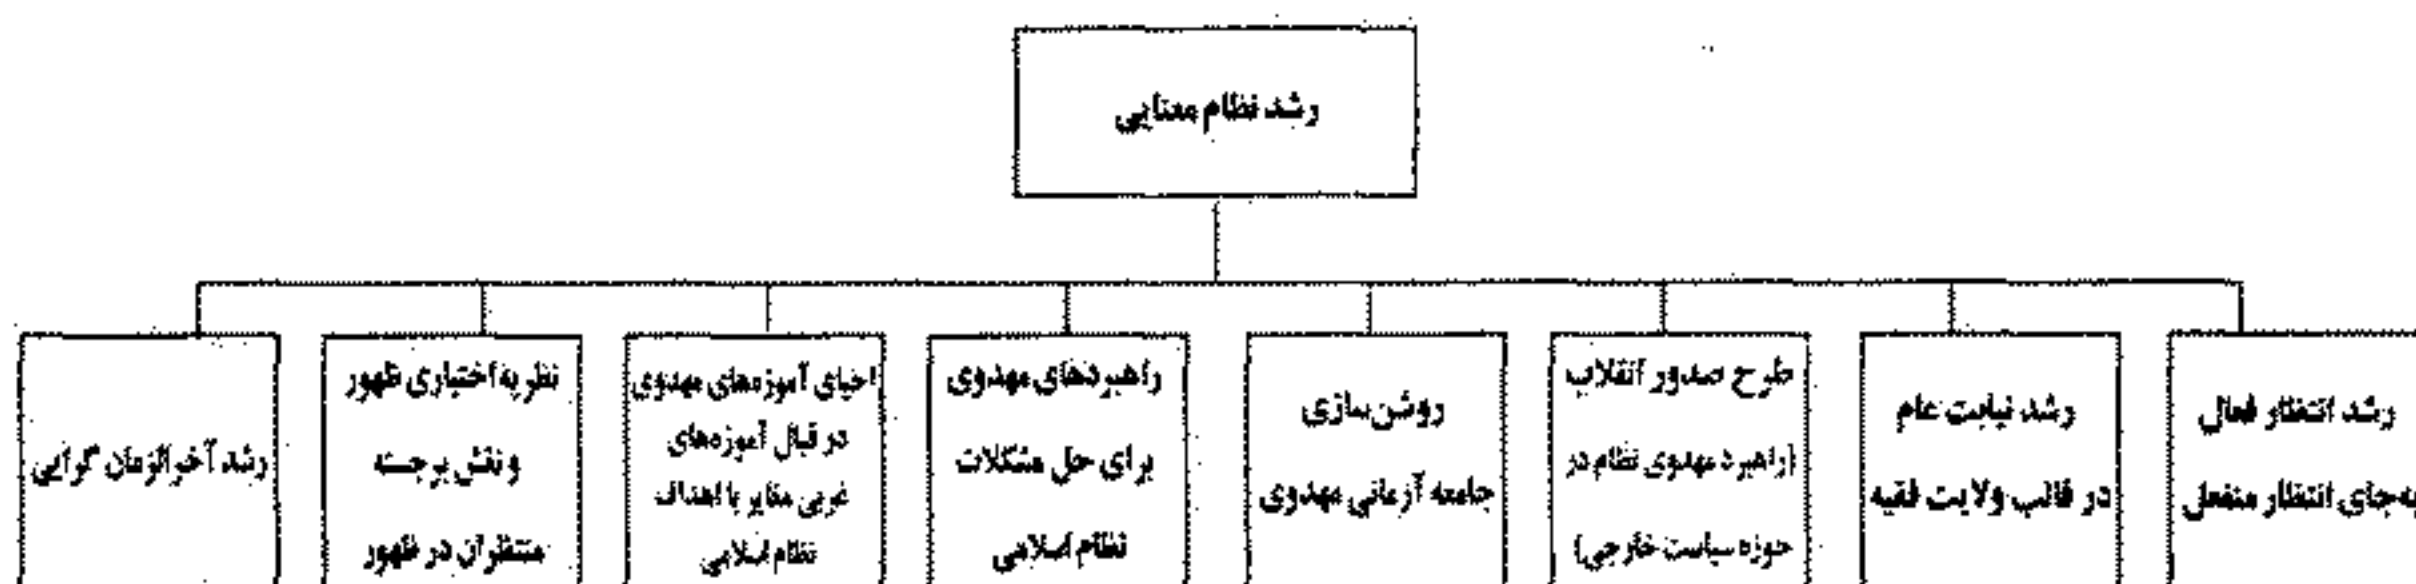 رشد نظام معنایی
رشد انتظار فعال
به‌جای انتظار منفعل
رشد نیابت عام
در قالب ولایت فقیه
طرح صدور انقلاب
(راهبرد مهدوی نظام در
حوزه سیاست خارجی)
روشن‌سازی
جامعه آرمانی مهدوی
راهبردهای مهدوی
برای حل مشکلات
نظام اسلامی
احیای آموزه‌های مهدوی
در قبال آموزه‌های
غربی مغایر با اهداف
نظام اسلامی
نظریه اختیاری ظهور
و نقش برجسته
منتظران در ظهور
رشد آخرالزمان گرایی